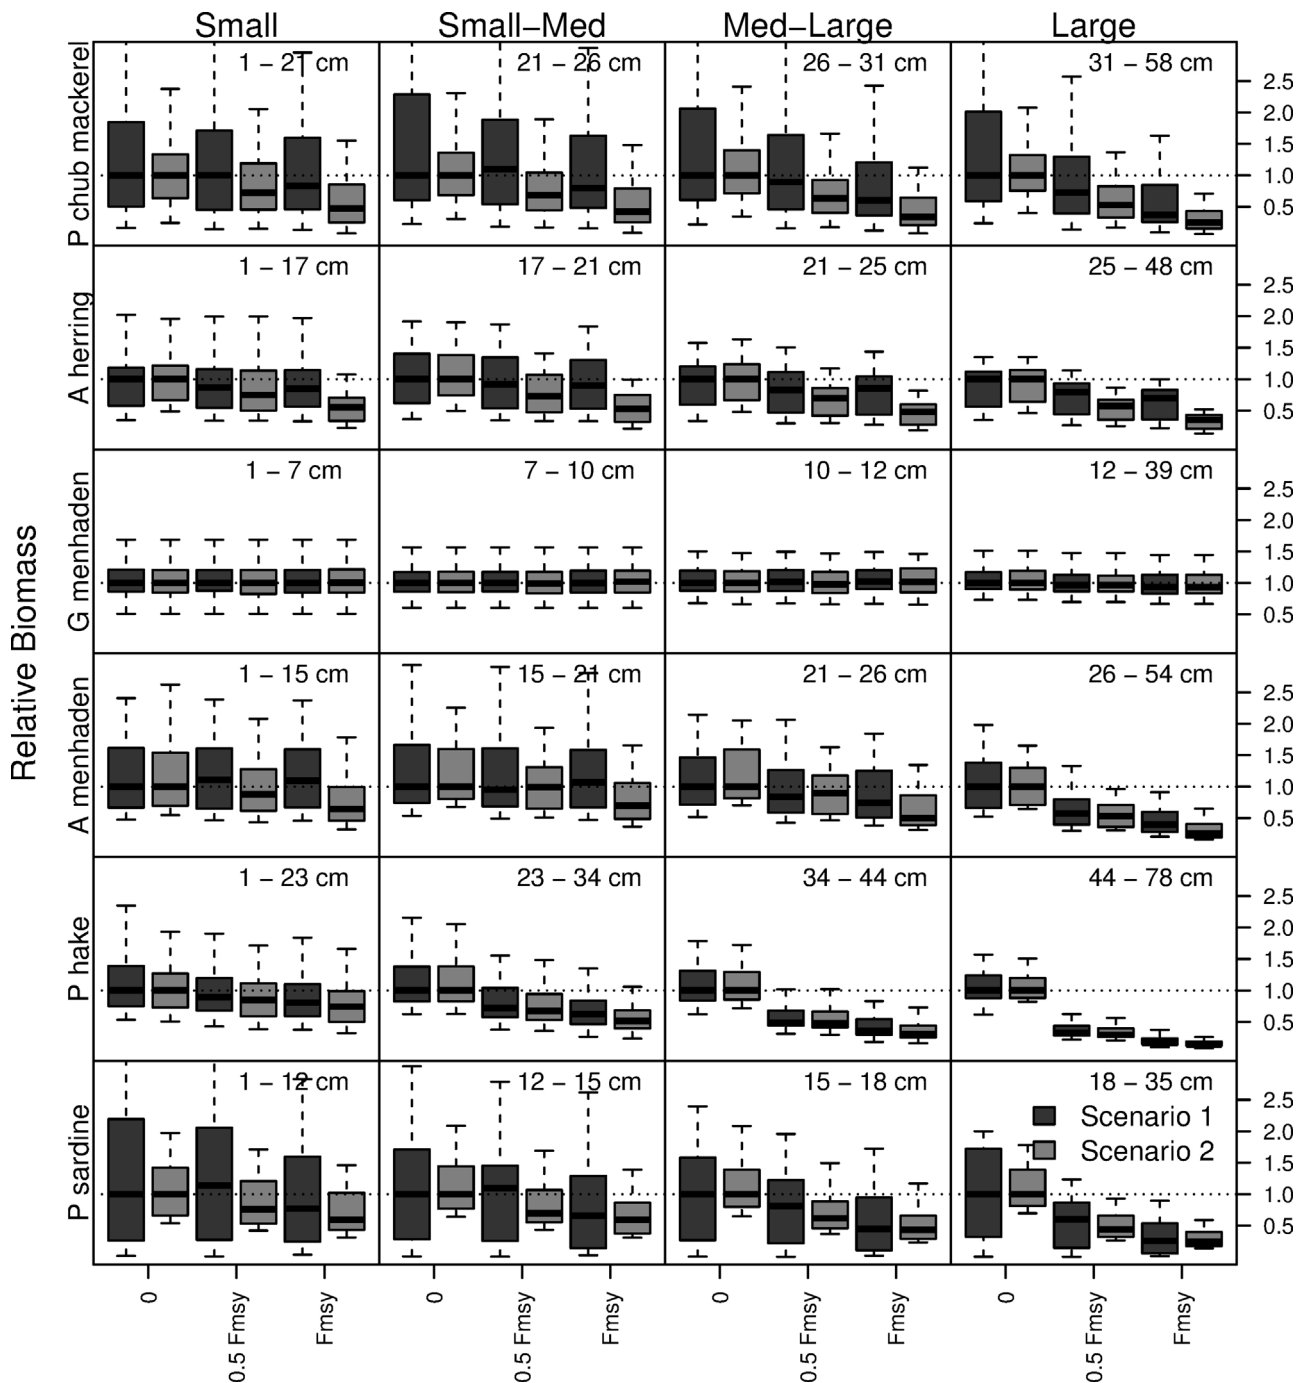 Small Small–Med Med–Large Large
P chub mackerel
1 – 21 cm 21 – 26 cm 26 – 31 cm 31 – 58 cm
2.5
2.0
1.5
1.0
0.5
A herring
1 – 17 cm 17 – 21 cm 21 – 25 cm 25 – 48 cm
2.5
2.0
1.5
1.0
0.5
G menhaden
1 – 7 cm 7 – 10 cm 10 – 12 cm 12 – 39 cm
2.5
2.0
1.5
1.0
0.5
Relative Biomass
A menhaden
1 – 15 cm 15 – 21 cm 21 – 26 cm 26 – 54 cm
2.5
2.0
1.5
1.0
0.5
P hake
1 – 23 cm 23 – 34 cm 34 – 44 cm 44 – 78 cm
2.5
2.0
1.5
1.0
0.5
P sardine
1 – 12 cm 12 – 15 cm 15 – 18 cm 18 – 35 cm
Scenario 1
Scenario 2
2.5
2.0
1.5
1.0
0.5
0 0.5 Fmsy Fmsy 0 0.5 Fmsy Fmsy 0 0.5 Fmsy Fmsy 0 0.5 Fmsy Fmsy